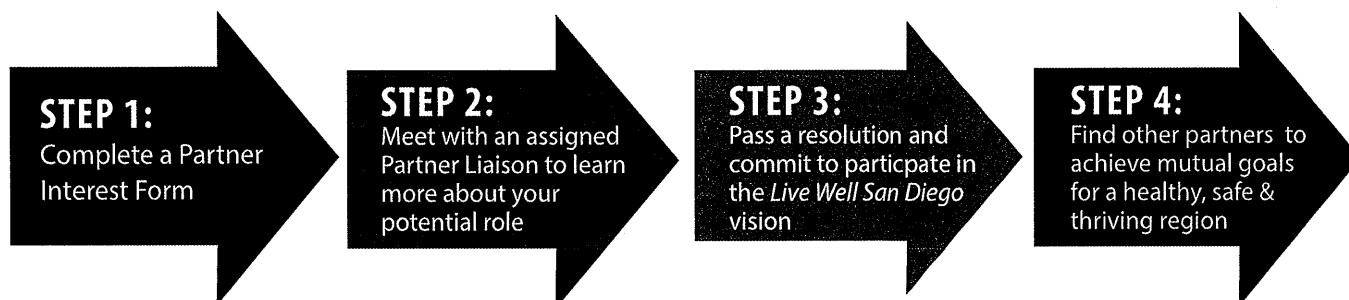 STEP 1:
Complete a Partner
Interest Form
STEP 2:
Meet with an assigned
Partner Liaison to learn
more about your
potential role
STEP 3:
Pass a resolution and
commit to particpate in
the Live Well San Diego
vision
STEP 4:
Find other partners to
achieve mutual goals
for a healthy, safe &
thriving region